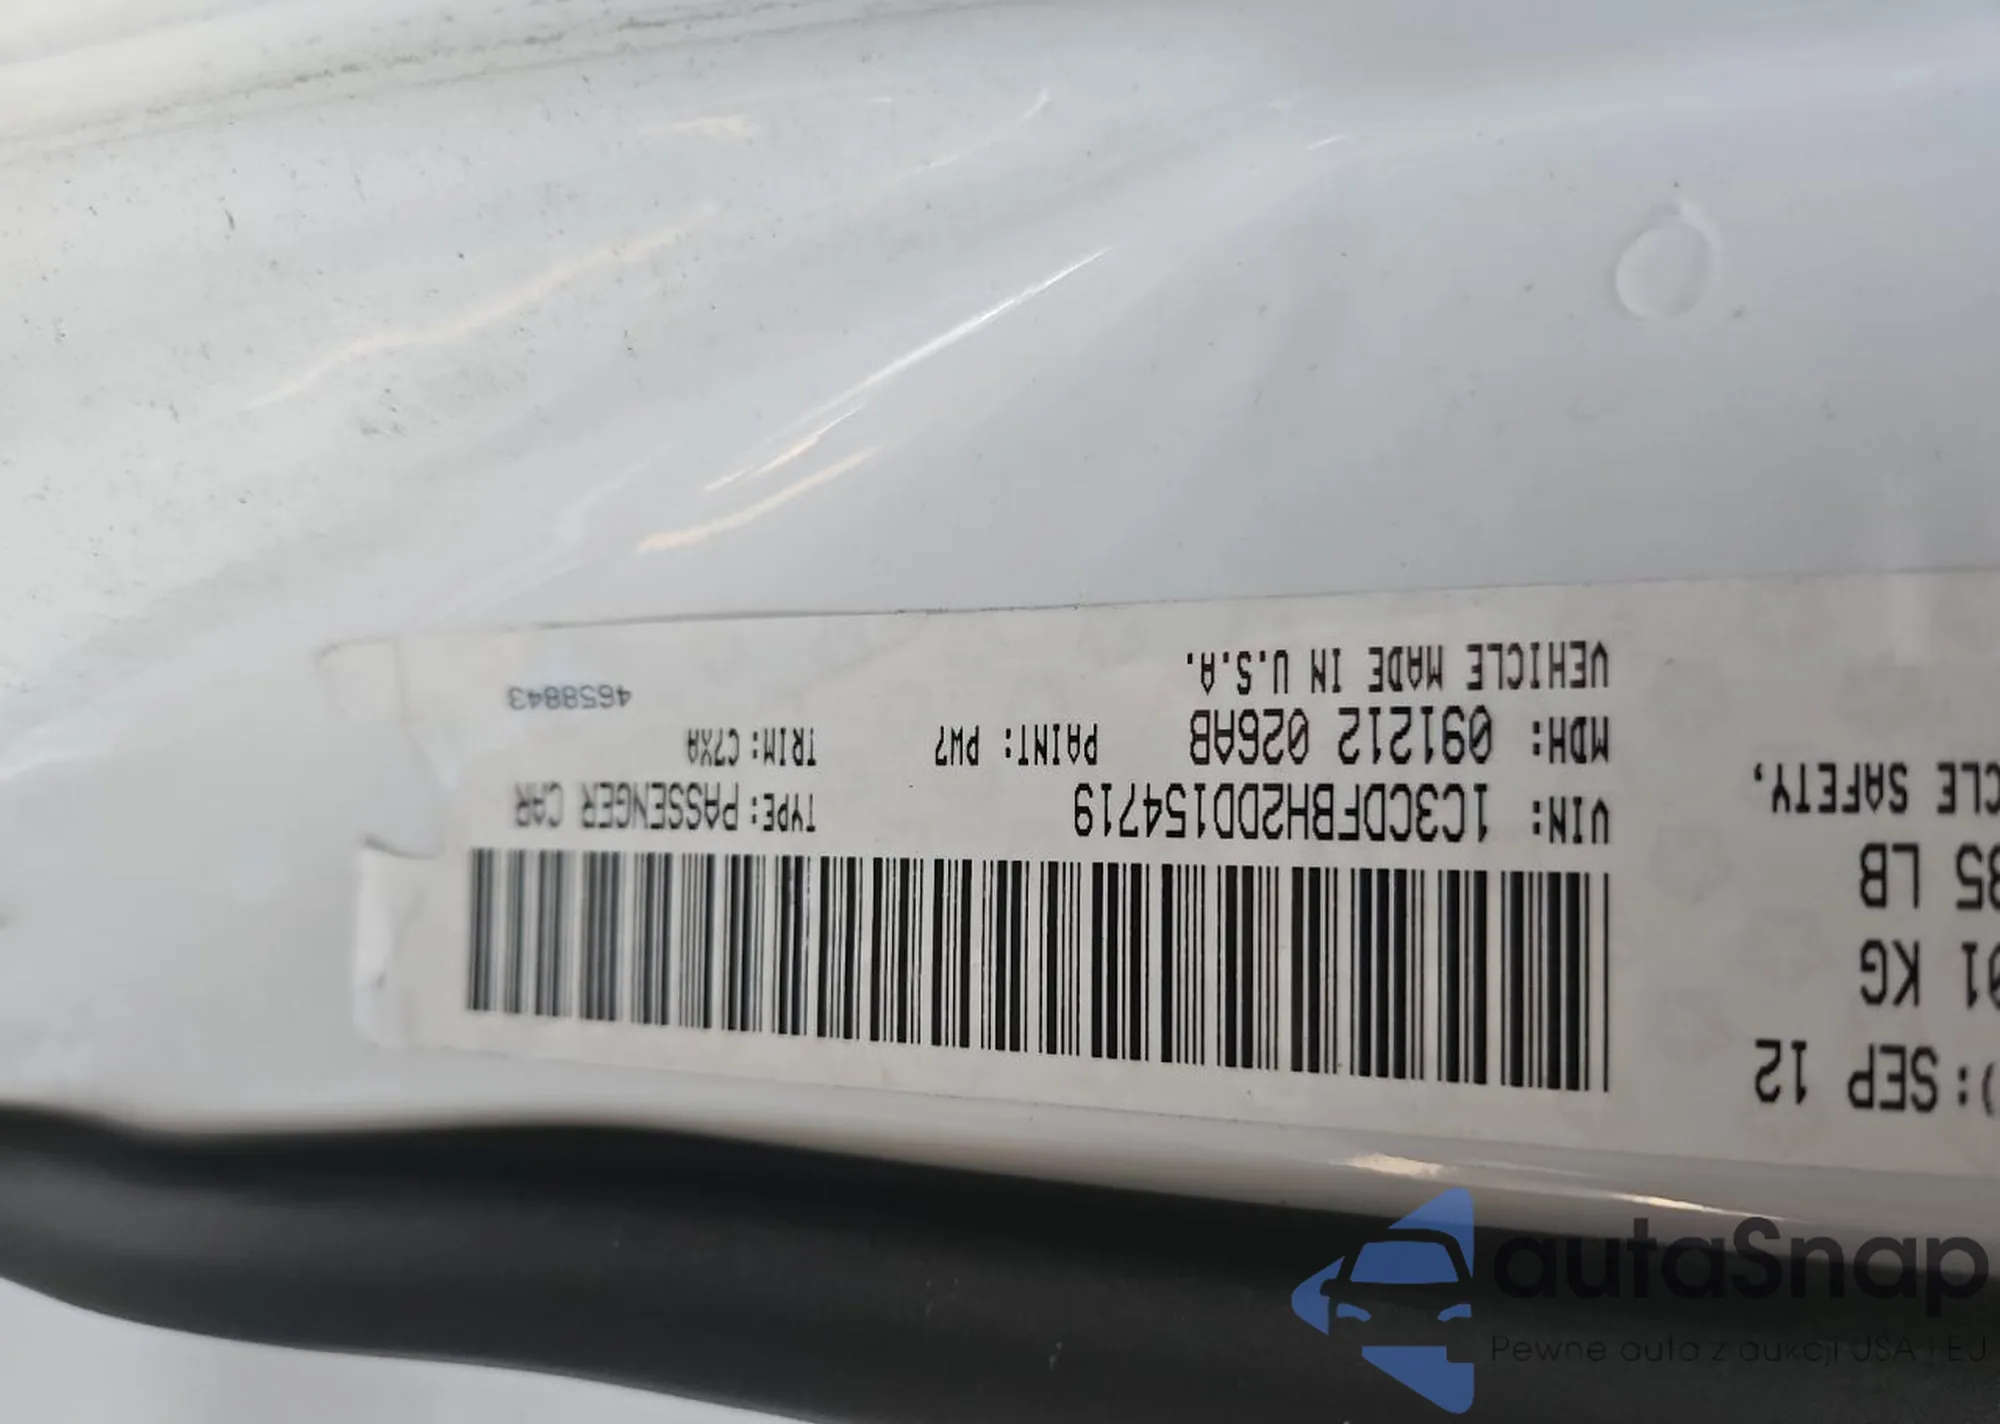 ): SEP 12
01 KG
LB
CLE SAFETY,
VIN: 1C3CDFBH2DD154719 TYPE: PASSENGER CAR
MDH: 091212 026AB PAINT: PW7 TRIM: C7XA
VEHICLE MADE IN U.S.A. 4658843
autaSnap
Pewne auta z aukcji USA i EU